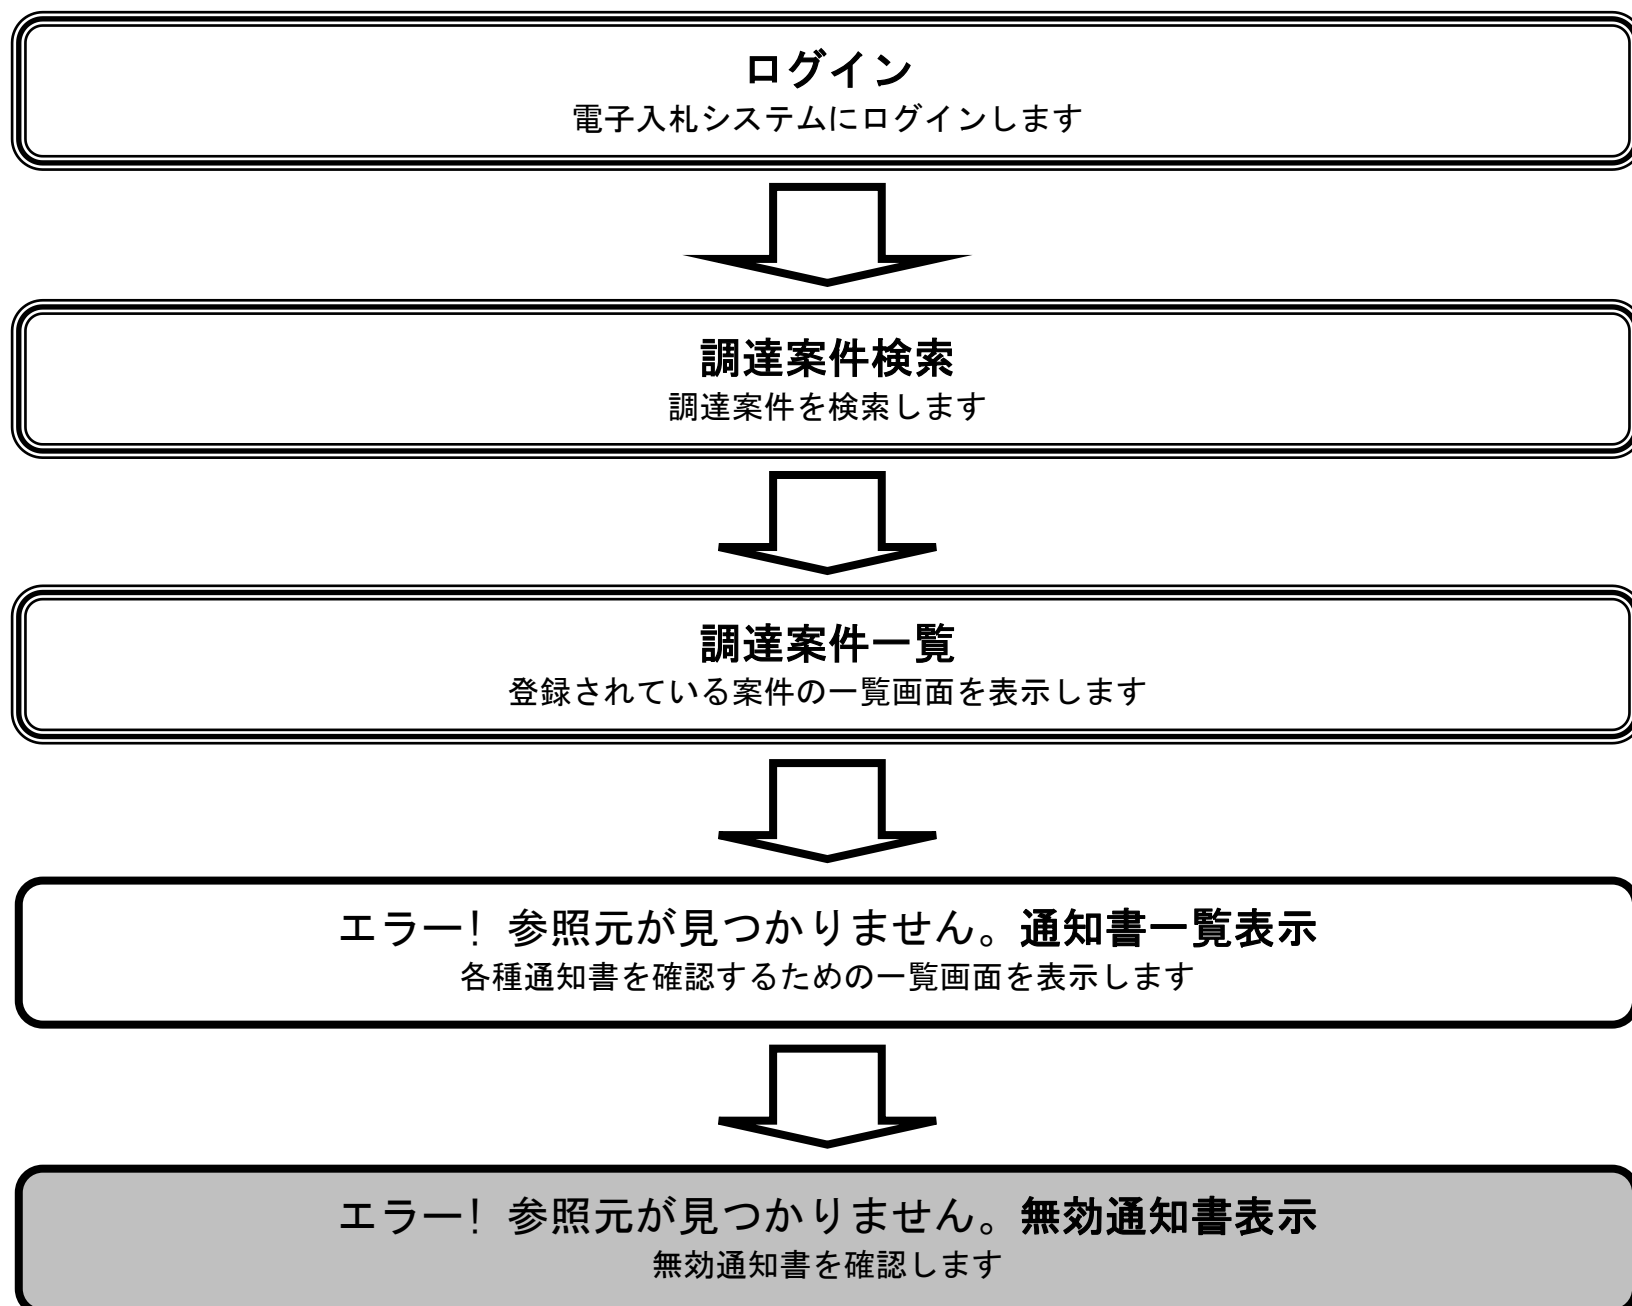 ログイン
電子入札システムにログインします
調達案件検索
調達案件を検索します
調達案件一覧
登録されている案件の一覧画面を表示します
エラー! 参照元が見つかりません。通知書一覧表示
各種通知書を確認するための一覧画面を表示します
エラー! 参照元が見つかりません。無効通知書表示
無効通知書を確認します